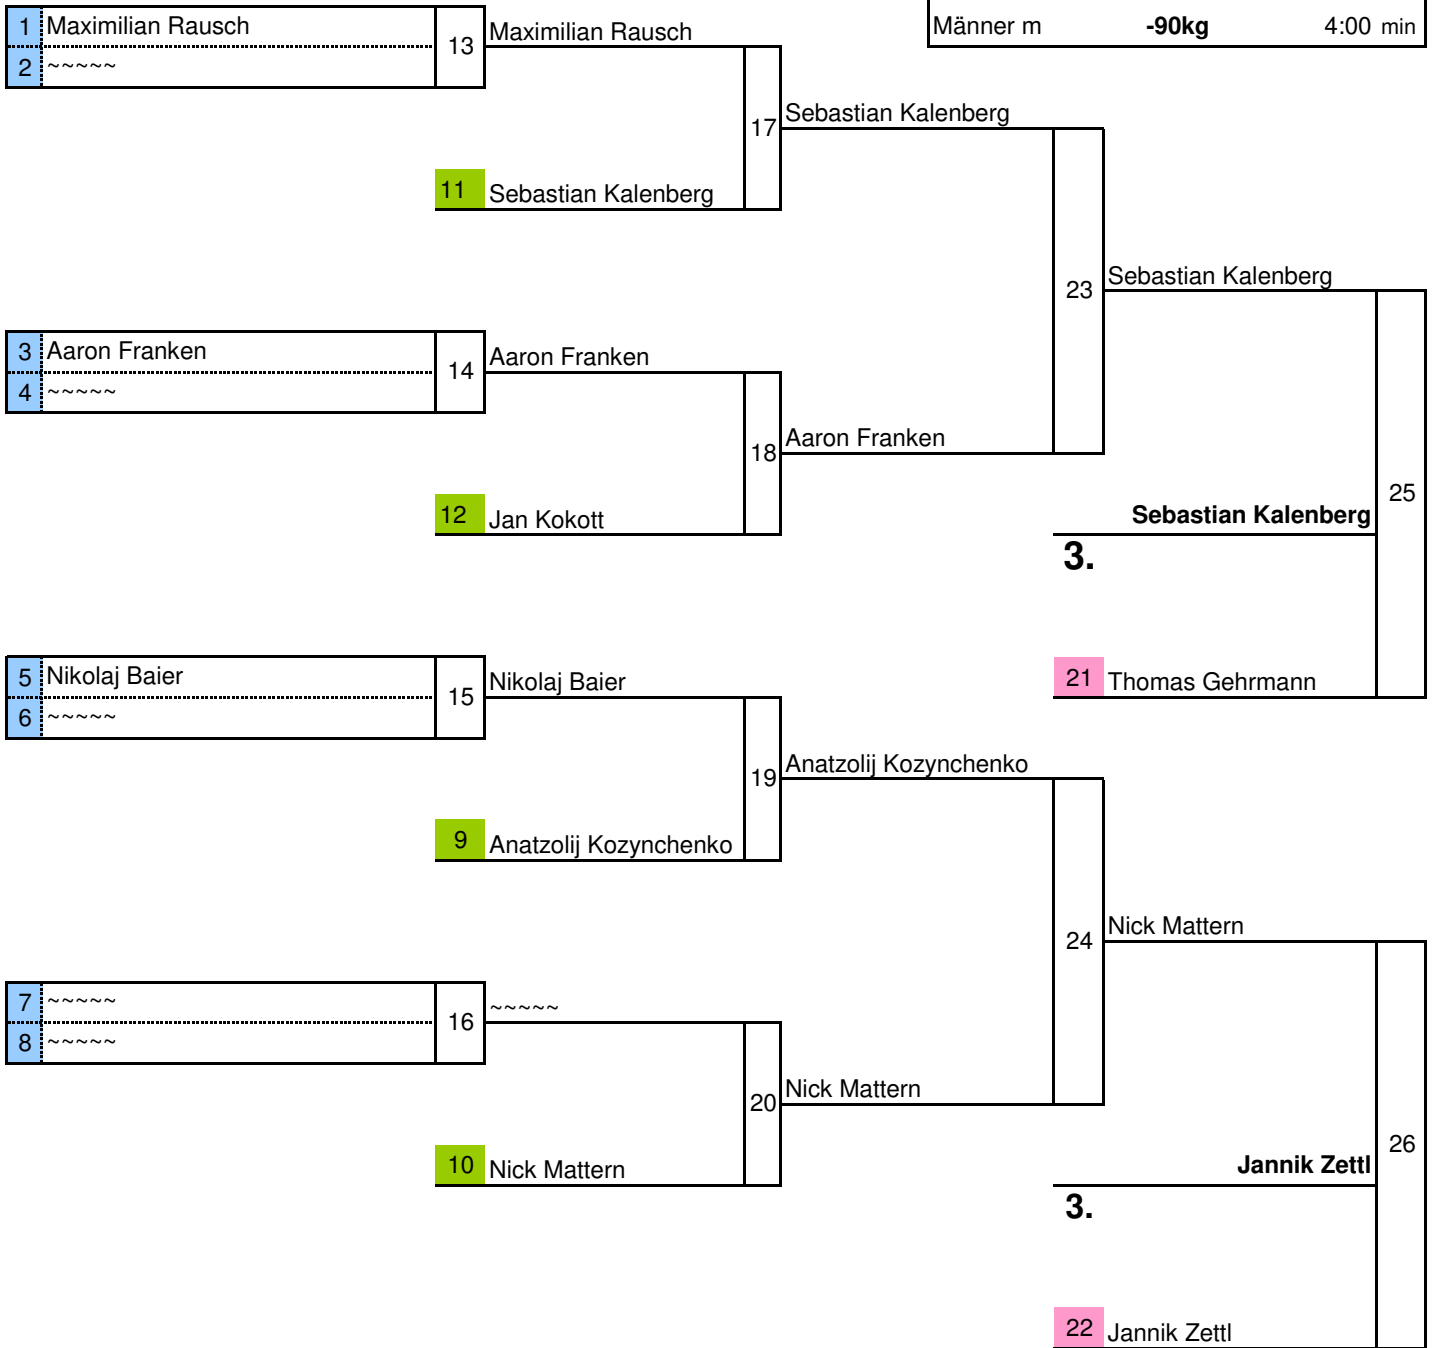 1 Maximilian Rausch
13 Maximilian Rausch
2 ~~~~~
Männer m -90kg 4:00 min
17 Sebastian Kalenberg
11 Sebastian Kalenberg
23 Sebastian Kalenberg
3 Aaron Franken
14 Aaron Franken
4 ~~~~~
18 Aaron Franken
12 Jan Kokott
25
Sebastian Kalenberg
3.
5 Nikolaj Baier
15 Nikolaj Baier
6 ~~~~~
21 Thomas Gehrmann
19 Anatzolij Kozynchenko
9 Anatzolij Kozynchenko
24 Nick Mattern
7 ~~~~~
16 ~~~~~
8 ~~~~~
20 Nick Mattern
10 Nick Mattern
26
Jannik Zettl
3.
22 Jannik Zettl